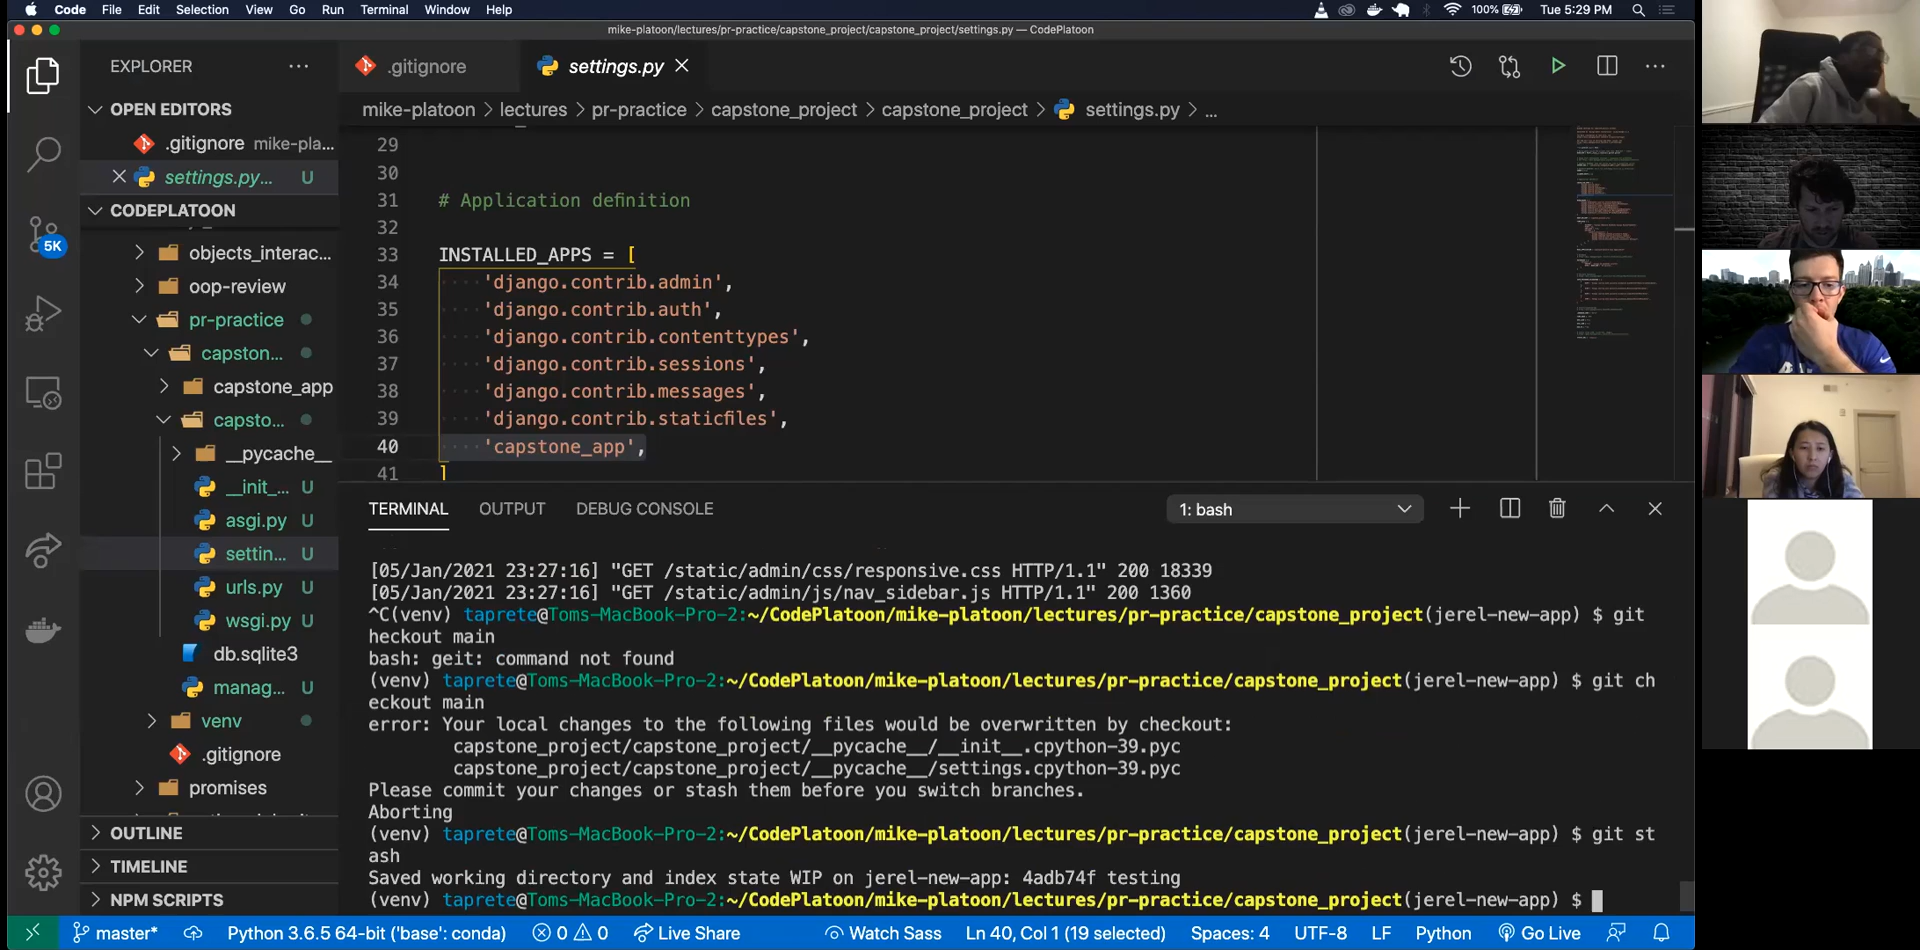 Code File Edit Selection View Go Run Terminal Window Help 100% Tue 5:29 PM
mike-platoon/lectures/pr-practice/capstone_project/capstone_project/settings.py — CodePlatoon
EXPLORER ...
.gitignore settings.py
OPEN EDITORS
mike-platoon > lectures > pr-practice > capstone_project > capstone_project > settings.py > ...
.gitignore mike-pla...
settings.py... U
CODEPLATOON
5K
objects_interac...
oop-review
pr-practice
capston...
capstone_app
capsto...
__pycache__
__init_... U
asgi.py U
settin... U
urls.py U
wsgi.py U
db.sqlite3
manag... U
venv
.gitignore
promises
OUTLINE
TIMELINE
NPM SCRIPTS
29
30
31 # Application definition
32
33 INSTALLED_APPS = [
34 'django.contrib.admin',
35 'django.contrib.auth',
36 'django.contrib.contenttypes',
37 'django.contrib.sessions',
38 'django.contrib.messages',
39 'django.contrib.staticfiles',
40 'capstone_app',
41 ]
TERMINAL OUTPUT DEBUG CONSOLE 1: bash
[05/Jan/2021 23:27:16] "GET /static/admin/css/responsive.css HTTP/1.1" 200 18339
[05/Jan/2021 23:27:16] "GET /static/admin/js/nav_sidebar.js HTTP/1.1" 200 1360
^C(venv) taprete@Toms-MacBook-Pro-2:~/CodePlatoon/mike-platoon/lectures/pr-practice/capstone_project(jerel-new-app) $ git
heckout main
bash: geit: command not found
(venv) taprete@Toms-MacBook-Pro-2:~/CodePlatoon/mike-platoon/lectures/pr-practice/capstone_project(jerel-new-app) $ git ch
eckout main
error: Your local changes to the following files would be overwritten by checkout:
capstone_project/capstone_project/__pycache__/__init__.cpython-39.pyc
capstone_project/capstone_project/__pycache__/settings.cpython-39.pyc
Please commit your changes or stash them before you switch branches.
Aborting
(venv) taprete@Toms-MacBook-Pro-2:~/CodePlatoon/mike-platoon/lectures/pr-practice/capstone_project(jerel-new-app) $ git st
ash
Saved working directory and index state WIP on jerel-new-app: 4adb74f testing
(venv) taprete@Toms-MacBook-Pro-2:~/CodePlatoon/mike-platoon/lectures/pr-practice/capstone_project(jerel-new-app) $
master* Python 3.6.5 64-bit ('base': conda) 0 0 Live Share Watch Sass Ln 40, Col 1 (19 selected) Spaces: 4 UTF-8 LF Python Go Live